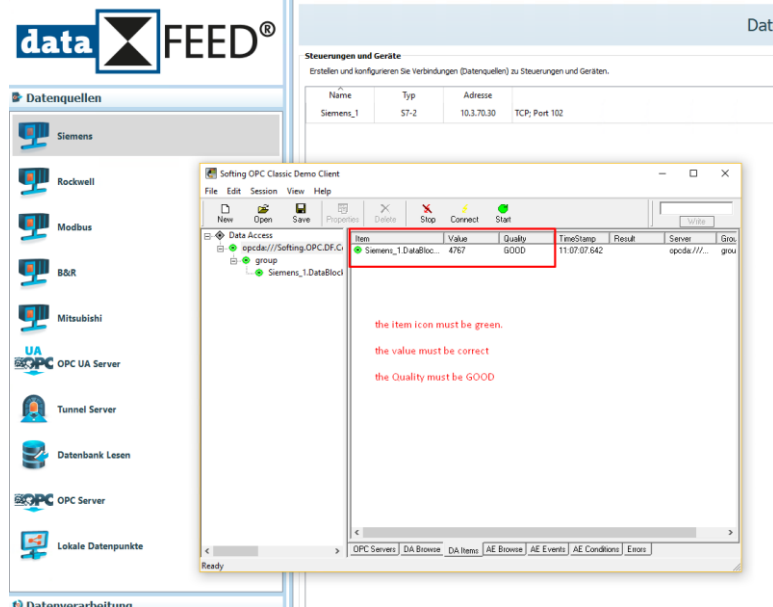 data FEED®
Dat
Steuerungen und Geräte
Erstellen und konfigurieren Sie Verbindungen (Datenquellen) zu Steuerungen und Geräten.
Name Typ Adresse
Siemens_1 S7-2 10.3.70.30 TCP; Port 102
Datenquellen
Siemens
Rockwell
Modbus
B&R
Mitsubishi
UA
OPC OPC UA Server
Tunnel Server
Datenbank Lesen
OPC OPC Server
Lokale Datenpunkte
Datenverarbeitung
Softing OPC Classic Demo Client
File Edit Session View Help
New Open Save Properties Delete Stop Connect Start Write
Data Access
opcda:///Softing.OPC.DF.C
group
Siemens_1.DataBlocl
Item Value Quality TimeStamp Result Server Grou
Siemens_1.DataBloc... 4767 GOOD 11:07:07.642 opcda:///... grou
the item icon must be green.
the value must be correct
the Quality must be GOOD
OPC Servers DA Browse DA Items AE Browse AE Events AE Conditions Errors
Ready